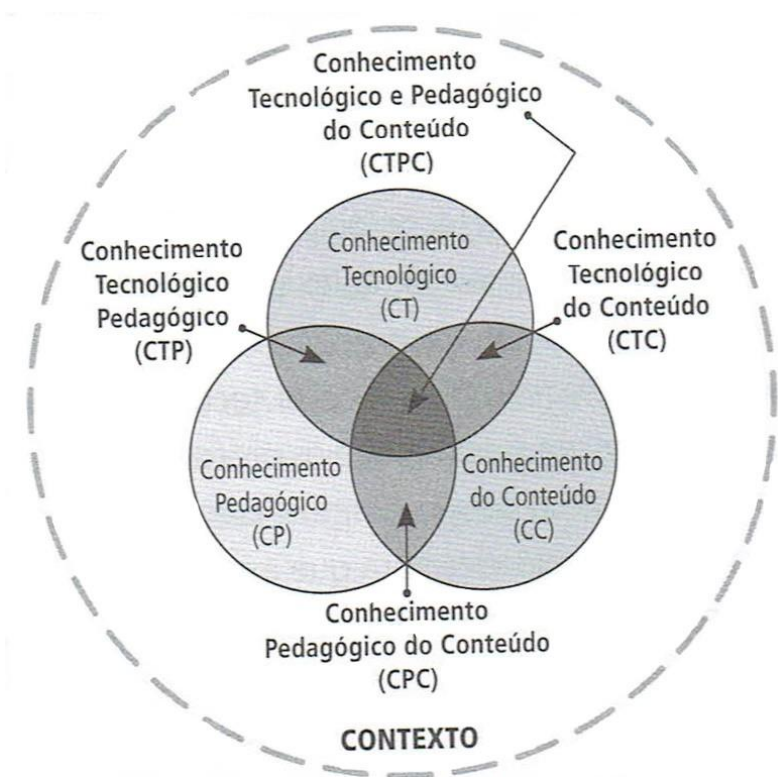 Conhecimento
Tecnológico e Pedagógico
do Conteúdo
(CTPC)
Conhecimento
Tecnológico
(CT)
Conhecimento
Tecnológico
Pedagógico
(CTP)
Conhecimento
Tecnológico
do Conteúdo
(CTC)
Conhecimento
Pedagógico
(CP)
Conhecimento
do Conteúdo
(CC)
Conhecimento
Pedagógico do Conteúdo
(CPC)
CONTEXTO